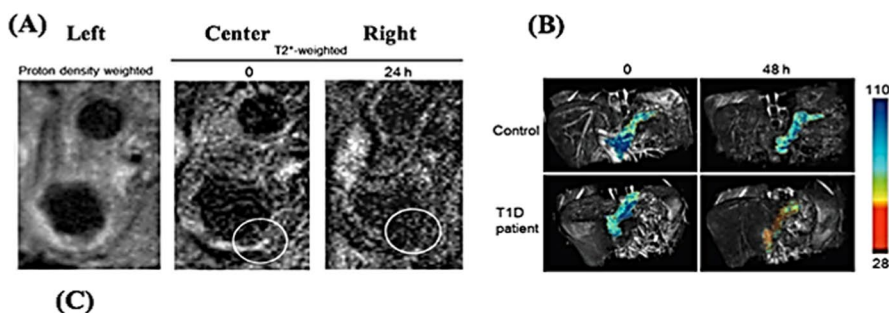 (A)
Left
Center
Right
T2*-weighted
Proton density weighted
0
24 h
(B)
0
48 h
Control
T1D
patient
110
28
(C)